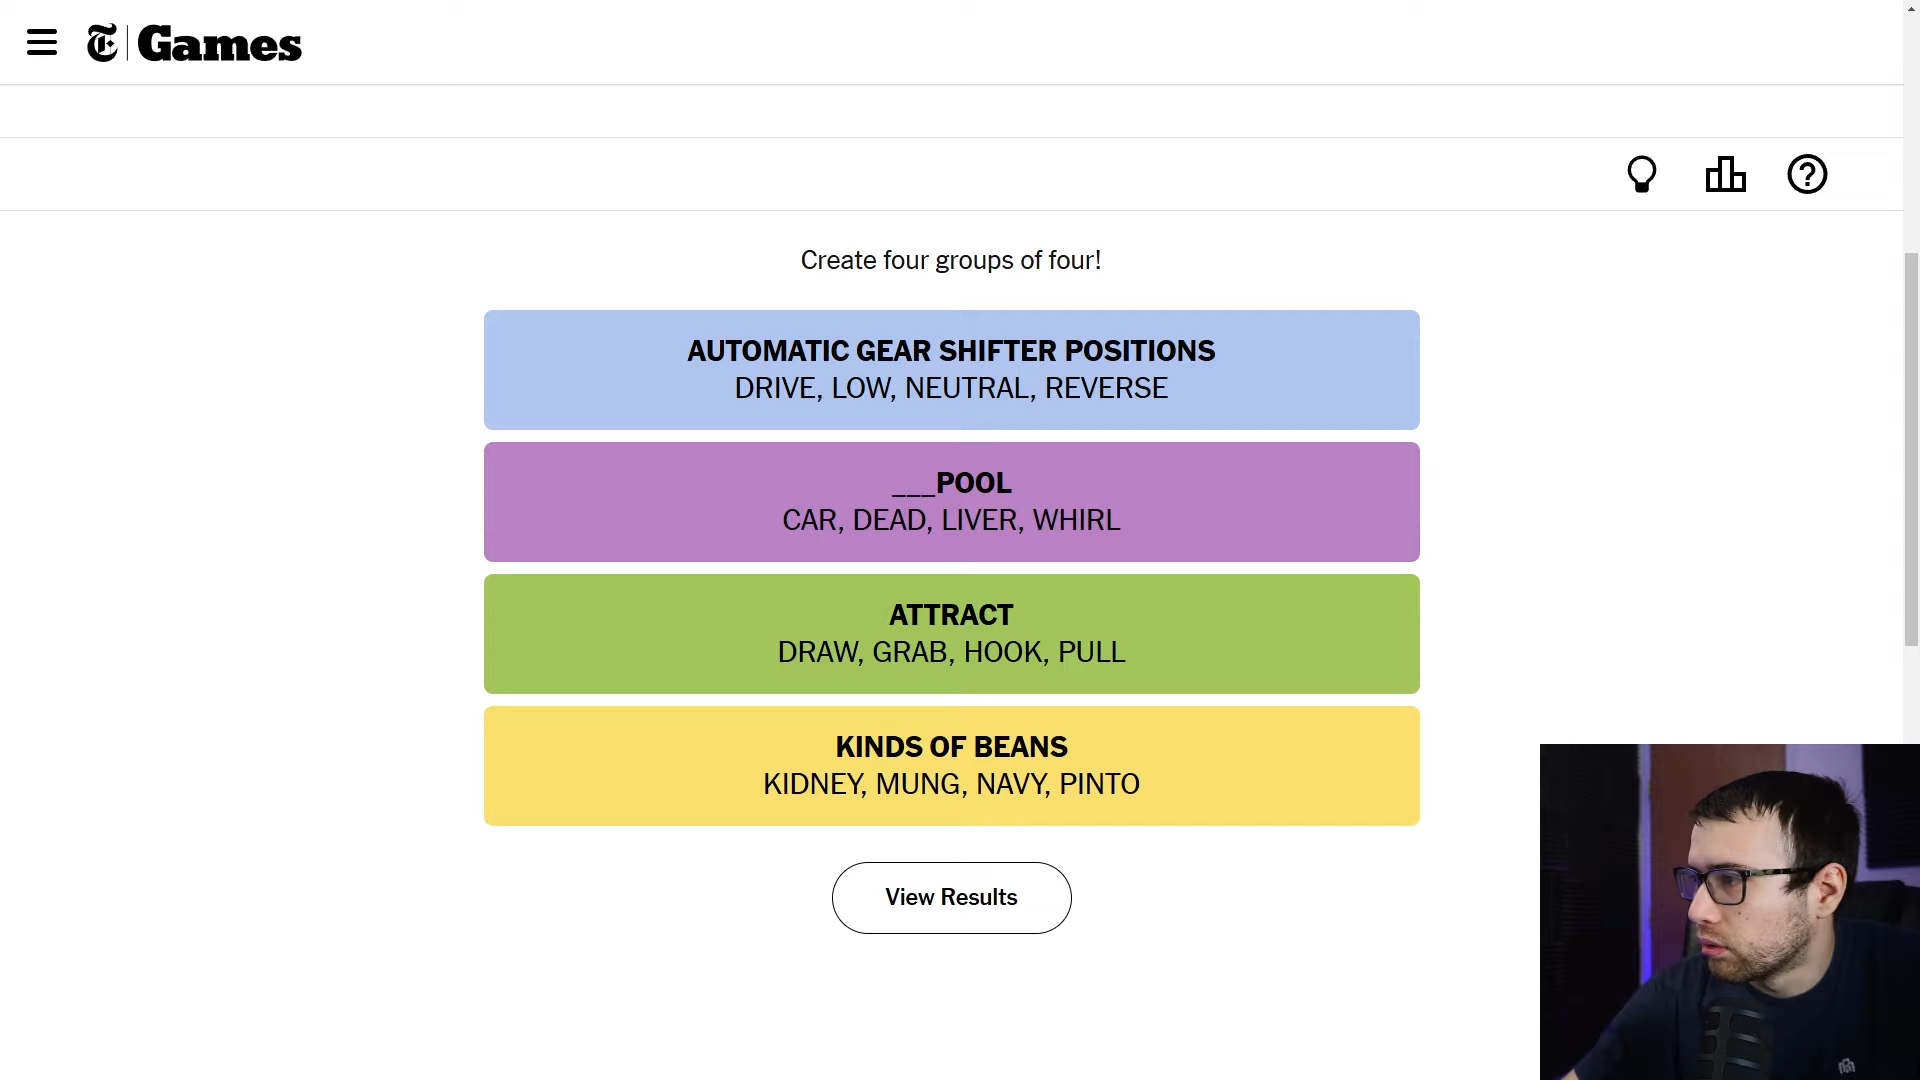 Games
Create four groups of four!
AUTOMATIC GEAR SHIFTER POSITIONS
DRIVE, LOW, NEUTRAL, REVERSE
___POOL
CAR, DEAD, LIVER, WHIRL
ATTRACT
DRAW, GRAB, HOOK, PULL
KINDS OF BEANS
KIDNEY, MUNG, NAVY, PINTO
View Results